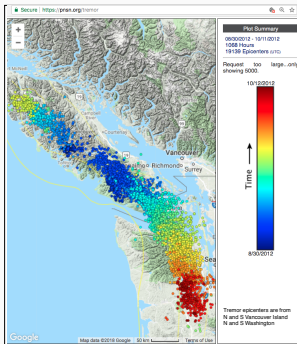 Secure https://pnsn.org/tremor
Plot Summary
08/30/2012 - 10/11/2012
1088 Hours
19139 Epicenters (UTC)
Request too large...only
showing 5000.
10/12/2012
Time
8/30/2012
Tremor epicenters are from
N and S Vancouver Island
N and S Washington
+
−
Vancouver
Surrey
Google
Map data ©2018 Google 50 km Terms of Use